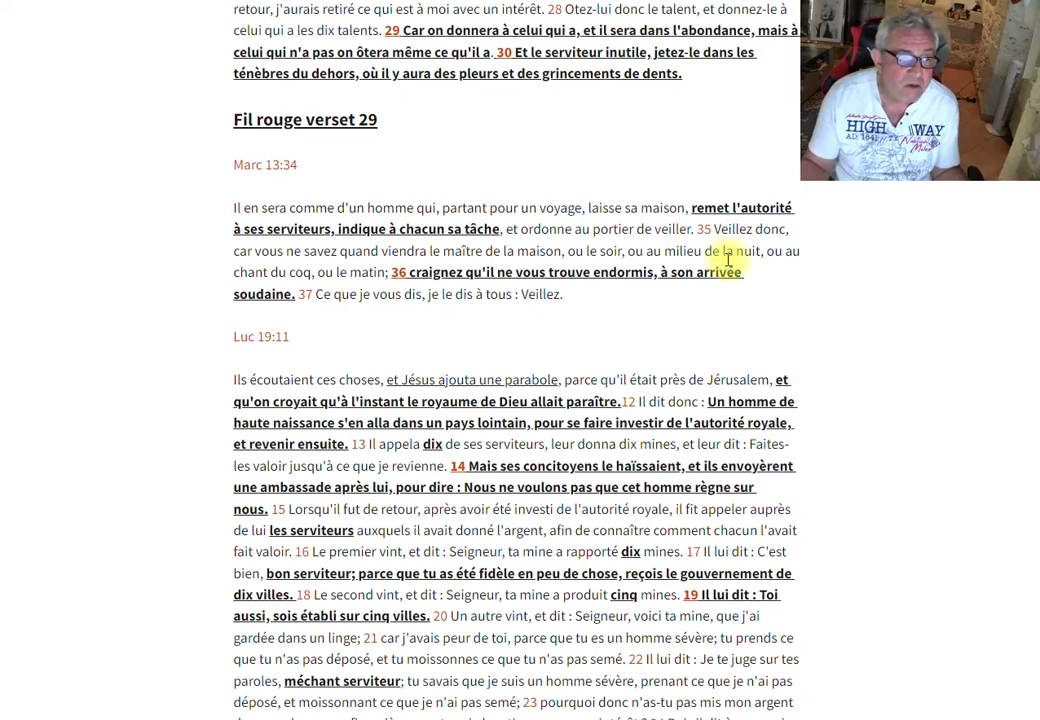 retour, j'aurais retiré ce qui est à moi avec un intérêt. 28 Otez-lui donc le talent, et donnez-le à
celui qui a les dix talents. 29 Car on donnera à celui qui a, et il sera dans l'abondance, mais à
celui qui n'a pas on ôtera même ce qu'il a. 30 Et le serviteur inutile, jetez-le dans les
ténèbres du dehors, où il y aura des pleurs et des grincements de dents.
Fil rouge verset 29
Marc 13:34
Il en sera comme d'un homme qui, partant pour un voyage, laisse sa maison, remet l'autorité
à ses serviteurs, indique à chacun sa tâche, et ordonne au portier de veiller. 35 Veillez donc,
car vous ne savez quand viendra le maître de la maison, ou le soir, ou au milieu de la nuit, ou au
chant du coq, ou le matin; 36 craignez qu'il ne vous trouve endormis, à son arrivée
soudaine. 37 Ce que je vous dis, je le dis à tous : Veillez.
Luc 19:11
Ils écoutaient ces choses, et Jésus ajouta une parabole, parce qu'il était près de Jérusalem, et
qu'on croyait qu'à l'instant le royaume de Dieu allait paraître.12 Il dit donc : Un homme de
haute naissance s'en alla dans un pays lointain, pour se faire investir de l'autorité royale,
et revenir ensuite. 13 Il appela dix de ses serviteurs, leur donna dix mines, et leur dit : Faites-
les valoir jusqu'à ce que je revienne. 14 Mais ses concitoyens le haïssaient, et ils envoyèrent
une ambassade après lui, pour dire : Nous ne voulons pas que cet homme règne sur
nous. 15 Lorsqu'il fut de retour, après avoir été investi de l'autorité royale, il fit appeler auprès
de lui les serviteurs auxquels il avait donné l'argent, afin de connaître comment chacun l'avait
fait valoir. 16 Le premier vint, et dit : Seigneur, ta mine a rapporté dix mines. 17 Il lui dit : C'est
bien, bon serviteur; parce que tu as été fidèle en peu de chose, reçois le gouvernement de
dix villes. 18 Le second vint, et dit : Seigneur, ta mine a produit cinq mines. 19 Il lui dit : Toi
aussi, sois établi sur cinq villes. 20 Un autre vint, et dit : Seigneur, voici ta mine, que j'ai
gardée dans un linge; 21 car j'avais peur de toi, parce que tu es un homme sévère; tu prends ce
que tu n'as pas déposé, et tu moissonnes ce que tu n'as pas semé. 22 Il lui dit : Je te juge sur tes
paroles, méchant serviteur; tu savais que je suis un homme sévère, prenant ce que je n'ai pas
déposé, et moissonnant ce que je n'ai pas semé; 23 pourquoi donc n'as-tu pas mis mon argent
HIGH WAY